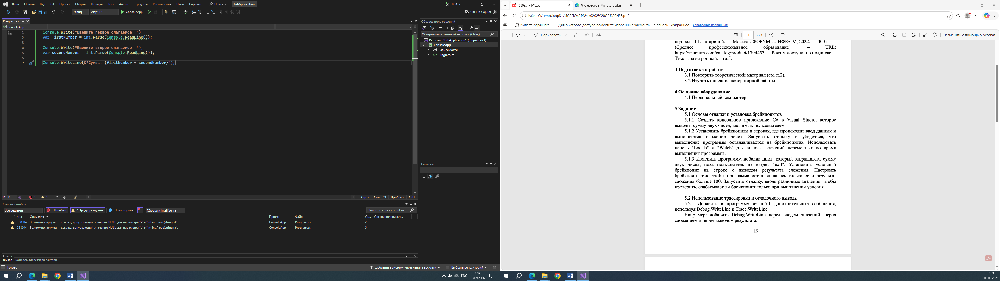 Файл Правка Вид Git Проект Сборка Отладка Тест Анализ Средства Расширения Окно Справка Поиск LabApplication Войти
Debug Any CPU ConsoleApp GitHub Copilot
Program.cs
ConsoleApp
1 Console.Write("Введите первое слагаемое: ");
2 var firstNumber = int.Parse(Console.ReadLine());
3
4 Console.Write("Введите второе слагаемое: ");
5 var secondNumber = int.Parse(Console.ReadLine());
6
7 Console.WriteLine($"Сумма: {firstNumber + secondNumber}");
115 % 0 2 Стр: 7 Симв: 59 Пробелы CRLF
Обозреватель решений
Обозреватель решений — поиск (Ctrl+;)
Решение "LabApplication" (1 проекта 1)
ConsoleApp
Зависимости
Program.cs
Свойства
Список ошибок
Все решение 0 Ошибки 2 Предупреждения 0 Сообщения Сборка и IntelliSense Поиск по списку ошибок
Код Описание Проект Файл Ст... Состояние подавл...
CS8604 Возможно, аргумент-ссылка, допускающий значение NULL, для параметра "s" в "int int.Parse(string s)". ConsoleApp Program.cs 2
CS8604 Возможно, аргумент-ссылка, допускающий значение NULL, для параметра "s" в "int int.Parse(string s)". ConsoleApp Program.cs 5
Вывод
Вывод Консоль диспетчера пакетов
Готово Добавить в систему управления версиями Выбрать репозиторий
ENG 8:39
03.09.2026
0202 ЛР №5.pdf Что нового в Microsoft Edge
Файл C:/temp/ispp31/ИСРПО/ЛР№1/0202%20ЛР%20№5.pdf Чат
Импорт избранного Для быстрого доступа поместите избранные элементы на панель "Избранное". Управление избранным
Нарисовать 1 из 3 Изменить с помощью Acrobat
под ред. Л.Г. Гагариной. — Москва : ФОРУМ : ИНФРА-М, 2022. — 400 с. —
(Среднее профессиональное образование). – URL:
https://znanium.com/catalog/product/1794453 . – Режим доступа: по подписке. –
Текст : электронный. – гл.5.
3 Подготовка к работе
3.1 Повторить теоретический материал (см. п.2).
3.2 Изучить описание лабораторной работы.
4 Основное оборудование
4.1 Персональный компьютер.
5 Задание
5.1 Основы отладки и установка брейкпоинтов
5.1.1 Создать консольное приложение C# в Visual Studio, которое
выводит сумму двух чисел, вводимых пользователем.
5.1.2 Установить брейкпоинты в строках, где происходит ввод данных и
выполняется сложение чисел. Запустить отладку и убедиться, что
выполнение программы останавливается на брейкпоинтах. Использовать
панель "Locals" и "Watch" для анализа значений переменных во время
выполнения программы.
5.1.3 Изменить программу, добавив цикл, который запрашивает сумму
двух чисел, пока пользователь не введет "exit". Установить условный
брейкпоинт на строке с выводом результата сложения. Настроить
брейкпоинт так, чтобы программа останавливалась только если результат
сложения больше 100. Запустить отладку, вводя различные значения, чтобы
проверить, срабатывает ли брейкпоинт только при выполнении условия.
5.2 Использование трассировки и отладочного вывода
5.2.1 Добавить в программу из п.5.1 дополнительные сообщения,
используя Debug.WriteLine и Trace.WriteLine.
Например: добавить Debug.WriteLine перед вводом значений, перед
сложением и перед выводом результата.
15
8:39
03.09.2026